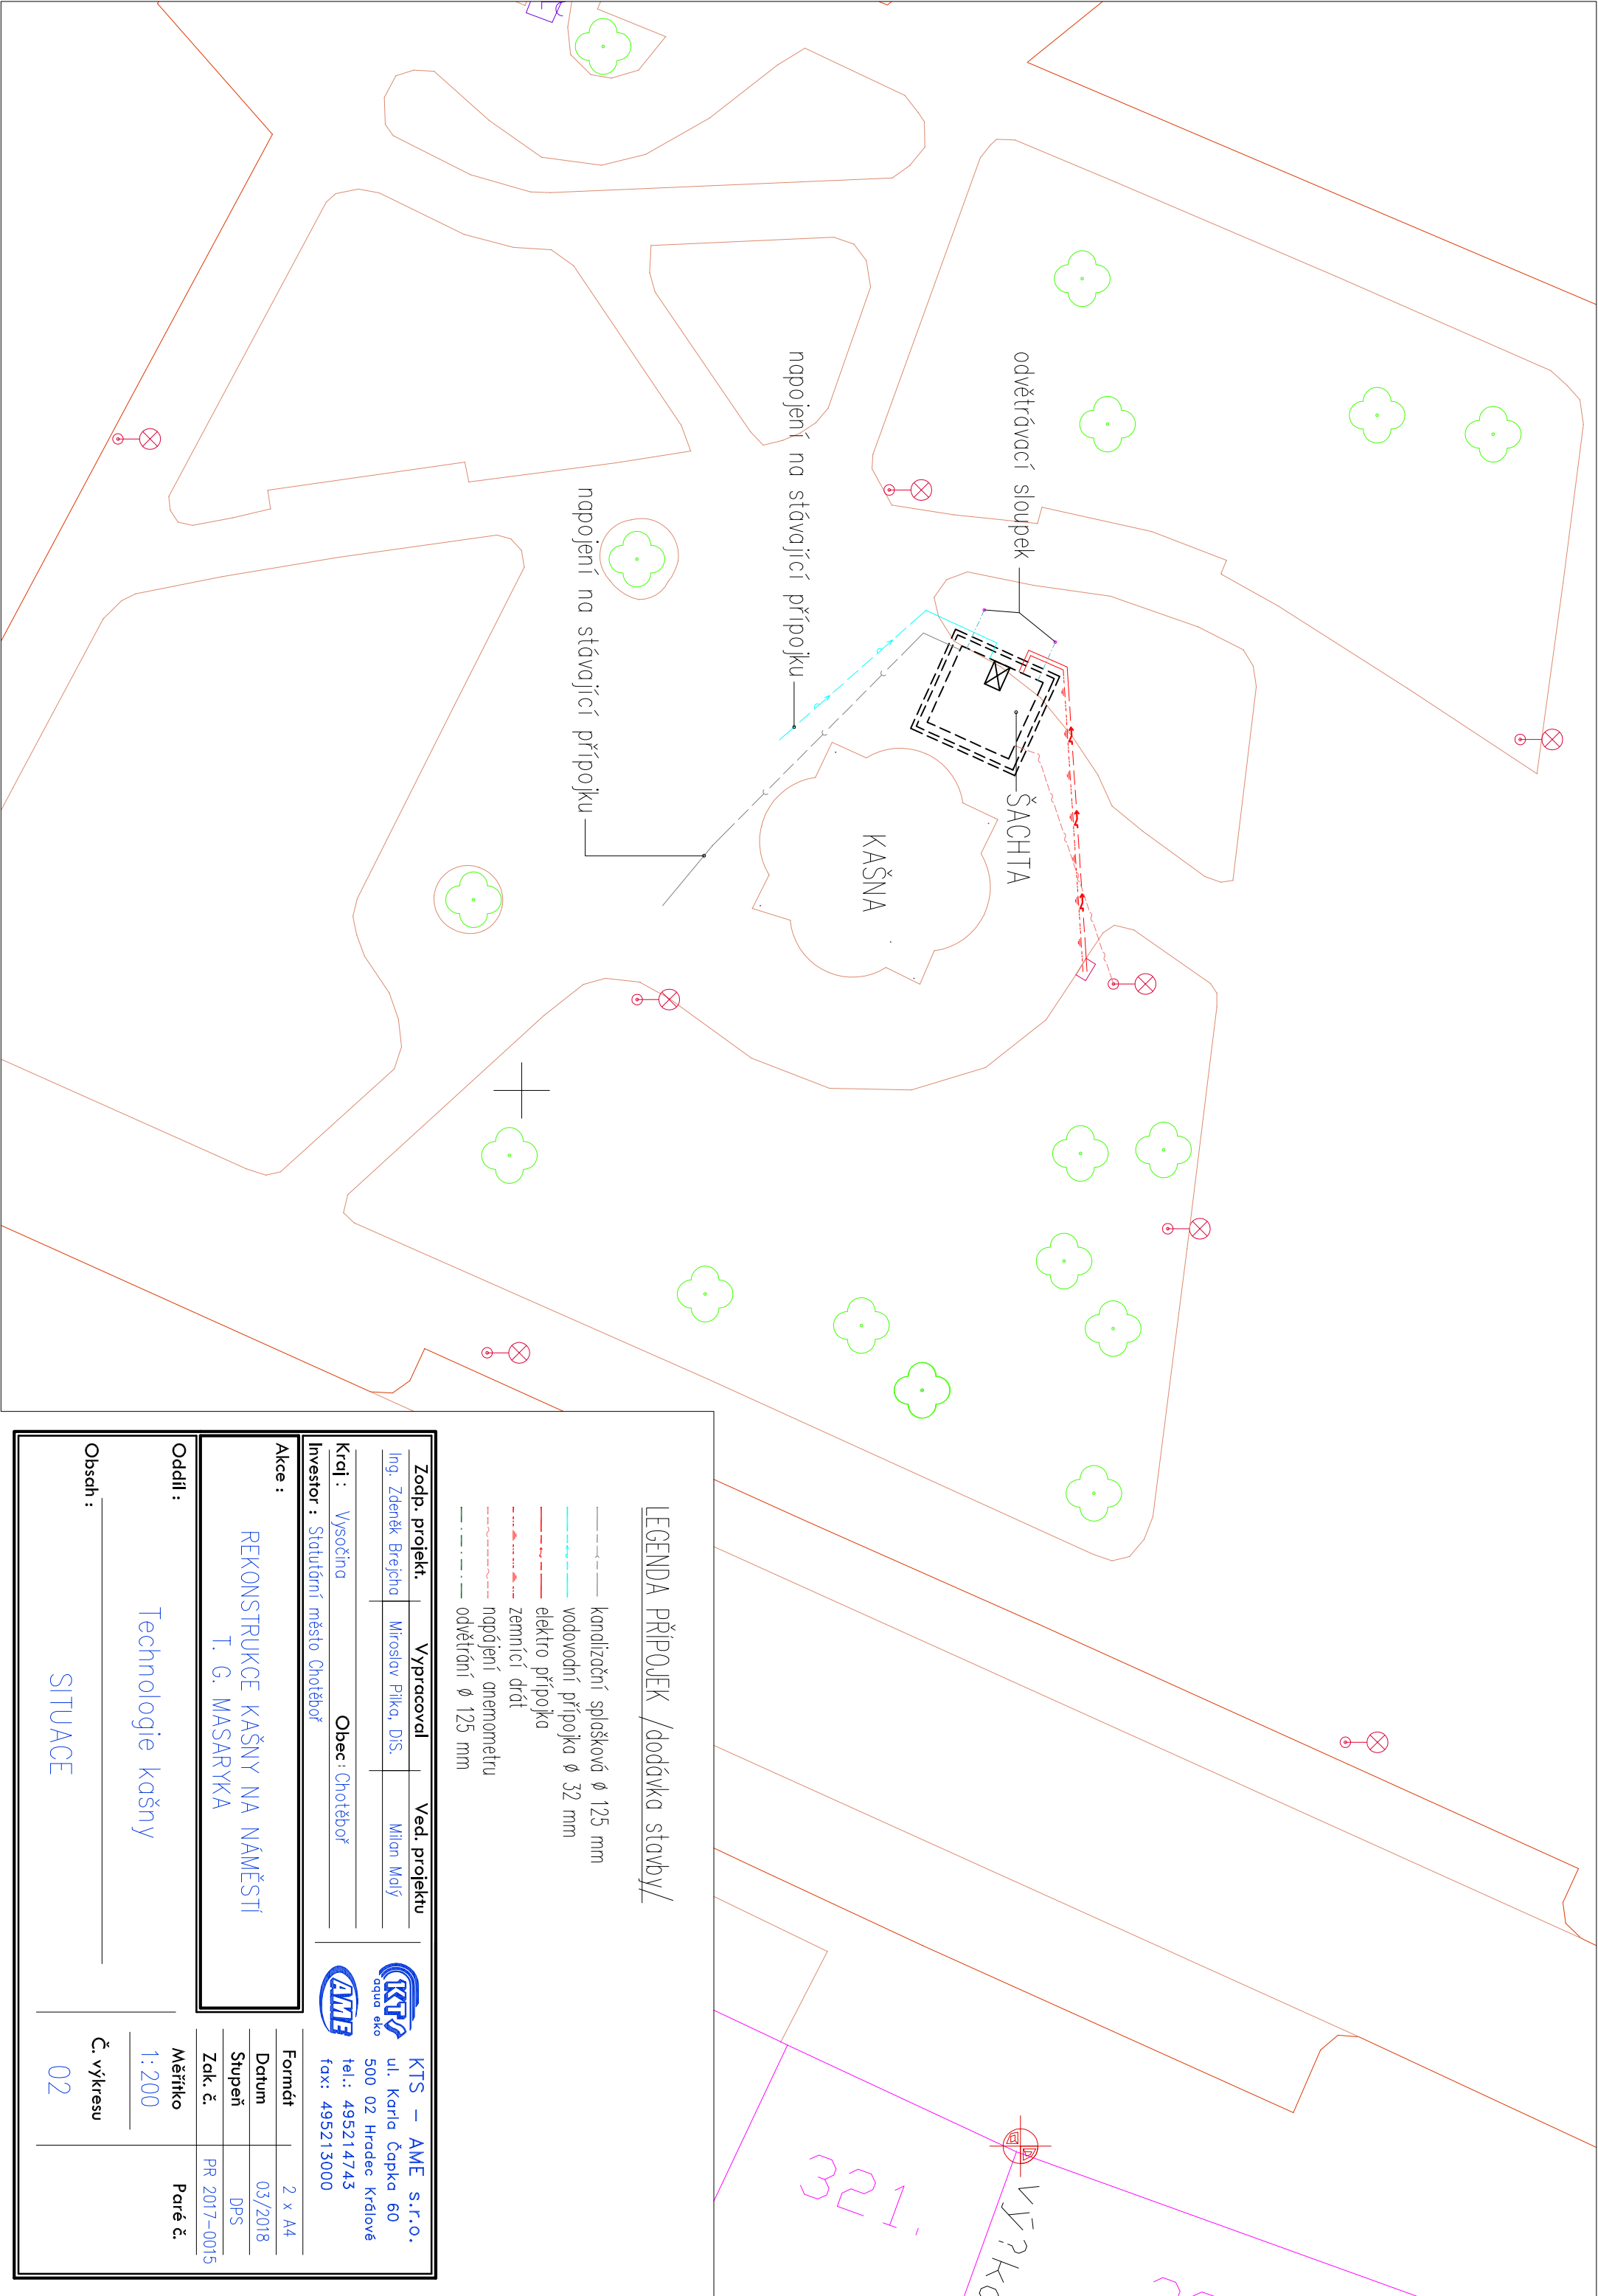 odvětrávací sloupek
napojení na stávající přípojku
napojení na stávající přípojku
ŠACHTA
KAŠNA
321
LEGENDA PŘÍPOJEK /dodávka stavby/
kanalizační splašková Ø 125 mm
vodovodní přípojka Ø 32 mm
elektro přípojka
zemnící drát
napájení anemometru
odvětrání Ø 125 mm
Zodp. projekt. Vypracoval Ved. projektu
Ing. Zdeněk Brejcha Miroslav Pilka, DiS. Milan Malý
Kraj : Vysočina Obec : Chotěboř
Investor : Statutární město Chotěboř
KTS
aqua eko
AME
KTS - AME s.r.o.
ul. Karla Čapka 60
500 02 Hradec Králové
tel.: 495214743
fax: 495213000
Akce :
REKONSTRUKCE KAŠNY NA NÁMĚSTÍ
T. G. MASARYKA
Formát 2 x A4
Datum 03/2018
Stupeň DPS
Zak. č. PR 2017-0015
Oddíl :
Technologie kašny
Měřítko
1:200
Paré č.
Obsah :
SITUACE
Č. výkresu
02